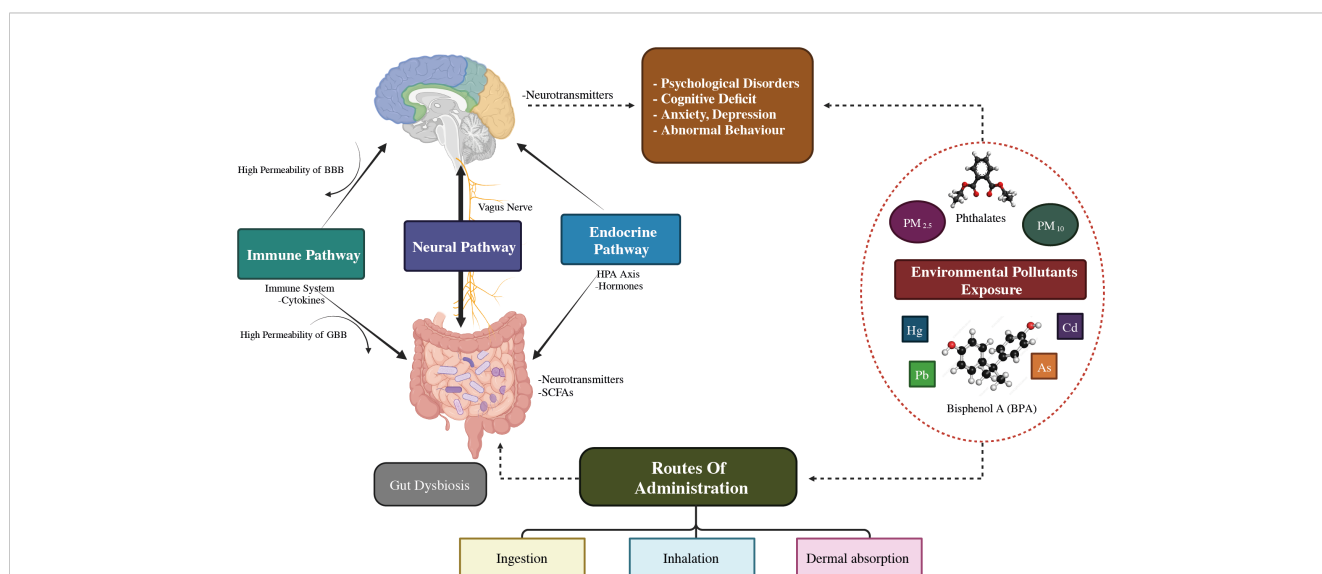 -Neurotransmitters
- Psychological Disorders
- Cognitive Deficit
- Anxiety, Depression
- Abnormal Behaviour
High Permeability of BBB
Vagus Nerve
Immune Pathway
Neural Pathway
Endocrine
Pathway
Immune System
-Cytokines
HPA Axis
-Hormones
High Permeability of GBB
-Neurotransmitters
-SCFAs
Phthalates
PM 2.5
PM 10
Environmental Pollutants
Exposure
Hg
Cd
Pb
As
Bisphenol A (BPA)
Gut Dysbiosis
Routes Of
Administration
Ingestion
Inhalation
Dermal absorption